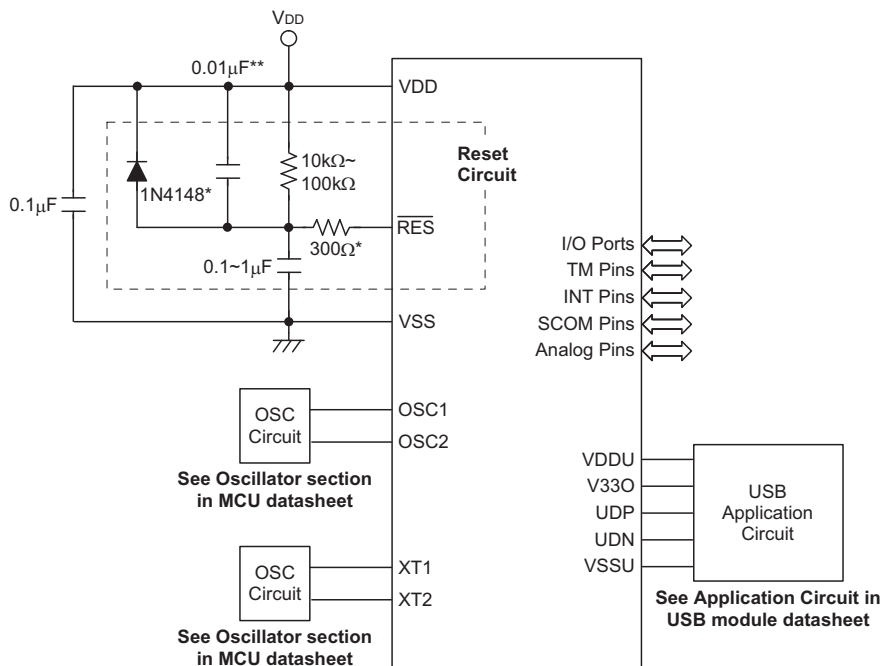 VDD
0.01μF**
VDD
Reset
Circuit
10kΩ~
100kΩ
1N4148*
0.1μF
RES
300Ω*
0.1~1μF
VSS
I/O Ports
TM Pins
INT Pins
SCOM Pins
Analog Pins
OSC
Circuit
OSC1
OSC2
See Oscillator section
in MCU datasheet
VDDU
V33O
UDP
UDN
VSSU
USB
Application
Circuit
See Application Circuit in
USB module datasheet
OSC
Circuit
XT1
XT2
See Oscillator section
in MCU datasheet